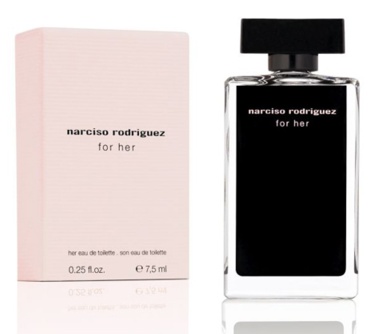 narciso rodriguez
for her
her eau de toilette . son eau de toilette
0.25 fl.oz. ℮ 7,5 ml
narciso rodriguez
for her